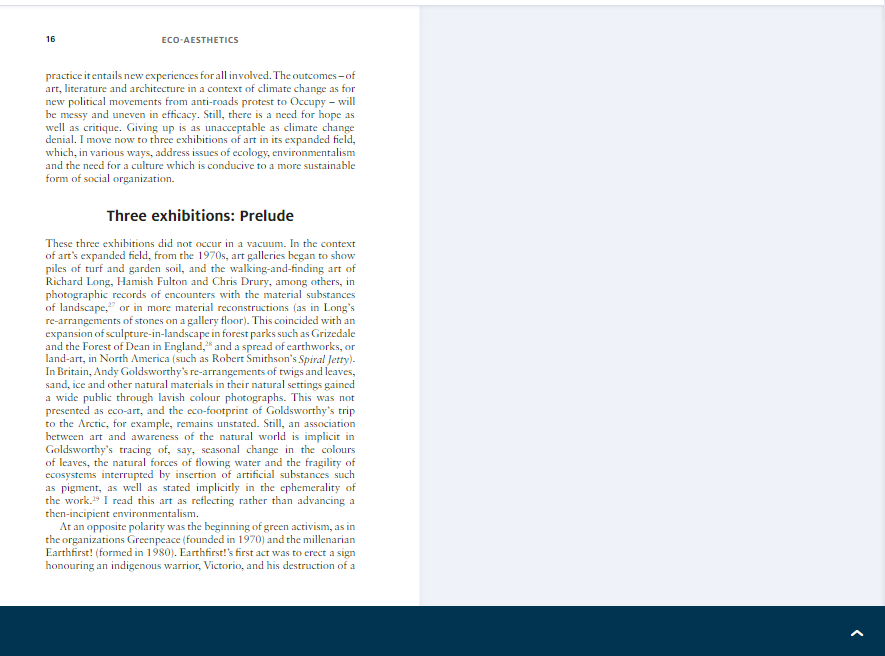 16
ECO-AESTHETICS
practice it entails new experiences for all involved. The outcomes – of
art, literature and architecture in a context of climate change as for
new political movements from anti-roads protest to Occupy – will
be messy and uneven in efficacy. Still, there is a need for hope as
well as critique. Giving up is as unacceptable as climate change
denial. I move now to three exhibitions of art in its expanded field,
which, in various ways, address issues of ecology, environmentalism
and the need for a culture which is conducive to a more sustainable
form of social organization.
Three exhibitions: Prelude
These three exhibitions did not occur in a vacuum. In the context
of art's expanded field, from the 1970s, art galleries began to show
piles of turf and garden soil, and the walking-and-finding art of
Richard Long, Hamish Fulton and Chris Drury, among others, in
photographic records of encounters with the material substances
of landscape,27 or in more material reconstructions (as in Long's
re-arrangements of stones on a gallery floor). This coincided with an
expansion of sculpture-in-landscape in forest parks such as Grizedale
and the Forest of Dean in England,28 and a spread of earthworks, or
land-art, in North America (such as Robert Smithson's Spiral Jetty).
In Britain, Andy Goldsworthy's re-arrangements of twigs and leaves,
sand, ice and other natural materials in their natural settings gained
a wide public through lavish colour photographs. This was not
presented as eco-art, and the eco-footprint of Goldsworthy's trip
to the Arctic, for example, remains unstated. Still, an association
between art and awareness of the natural world is implicit in
Goldsworthy's tracing of, say, seasonal change in the colours
of leaves, the natural forces of flowing water and the fragility of
ecosystems interrupted by insertion of artificial substances such
as pigment, as well as stated implicitly in the ephemerality of
the work.29 I read this art as reflecting rather than advancing a
then-incipient environmentalism.
At an opposite polarity was the beginning of green activism, as in
the organizations Greenpeace (founded in 1970) and the millenarian
Earthfirst! (formed in 1980). Earthfirst!'s first act was to erect a sign
honouring an indigenous warrior, Victorio, and his destruction of a